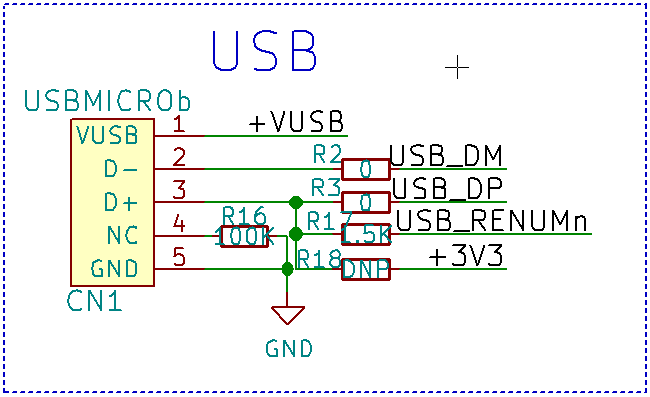 USB
USBMICROb
VUSB 1 +VUSB
D- 2 R2 0 USB_DM
D+ 3 R3 0 USB_DP
NC 4 R16 100K R17 1.5K USB_RENUMn
GND 5 R18 DNP +3V3
CN1
GND